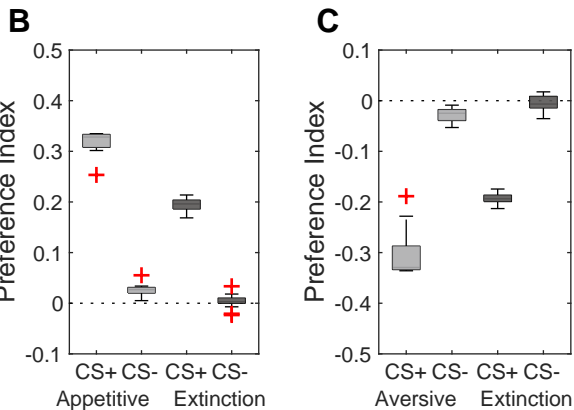 B
Preference Index
0.5
0.4
0.3
0.2
0.1
0
-0.1
CS+ CS- CS+ CS-
Appetitive Extinction
C
Preference Index
0.1
0
-0.1
-0.2
-0.3
-0.4
-0.5
CS+ CS- CS+ CS-
Aversive Extinction